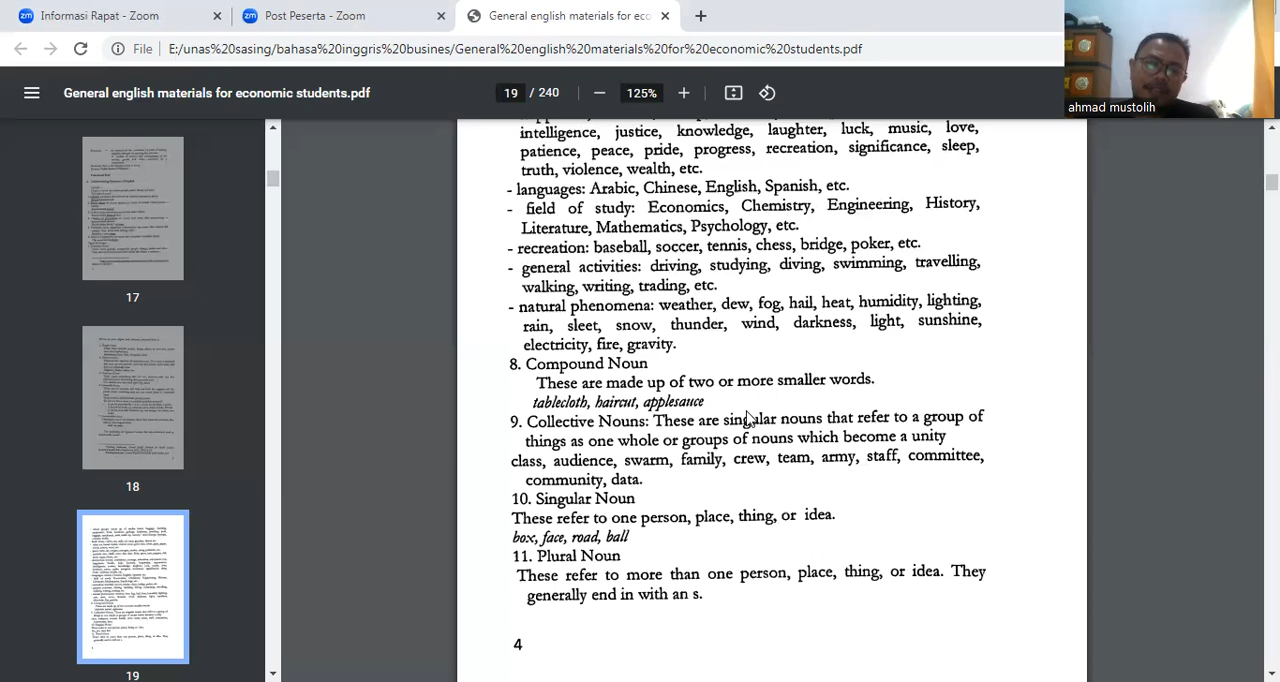 Informasi Rapat - Zoom
Post Peserta - Zoom
General english materials for eco
File
E:/unas%20sasing/bahasa%20inggris%20busines/General%20english%20materials%20for%20economic%20students.pdf
General english materials for economic students.pdf
19 / 240
125%
ahmad mustolih
17
18
19
intelligence, justice, knowledge, laughter, luck, music, love,
patience, peace, pride, progress, recreation, significance, sleep,
truth, violence, wealth, etc.
- languages: Arabic, Chinese, English, Spanish, etc.
- field of study: Economics, Chemistry, Engineering, History,
Literature, Mathematics, Psychology, etc.
- recreation: baseball, soccer, tennis, chess, bridge, poker, etc.
- general activities: driving, studying, diving, swimming, travelling,
walking, writing, trading, etc.
- natural phenomena: weather, dew, fog, hail, heat, humidity, lighting,
rain, sleet, snow, thunder, wind, darkness, light, sunshine,
electricity, fire, gravity.
8. Compound Noun
These are made up of two or more smaller words.
tablecloth, haircut, applesauce
9. Collective Nouns: These are singular nouns that refer to a group of
things as one whole or groups of nouns which become a unity
class, audience, swarm, family, crew, team, army, staff, committee,
community, data.
10. Singular Noun
These refer to one person, place, thing, or idea.
box, face, road, ball
11. Plural Noun
These refer to more than one person, place, thing, or idea. They
generally end in with an s.
4